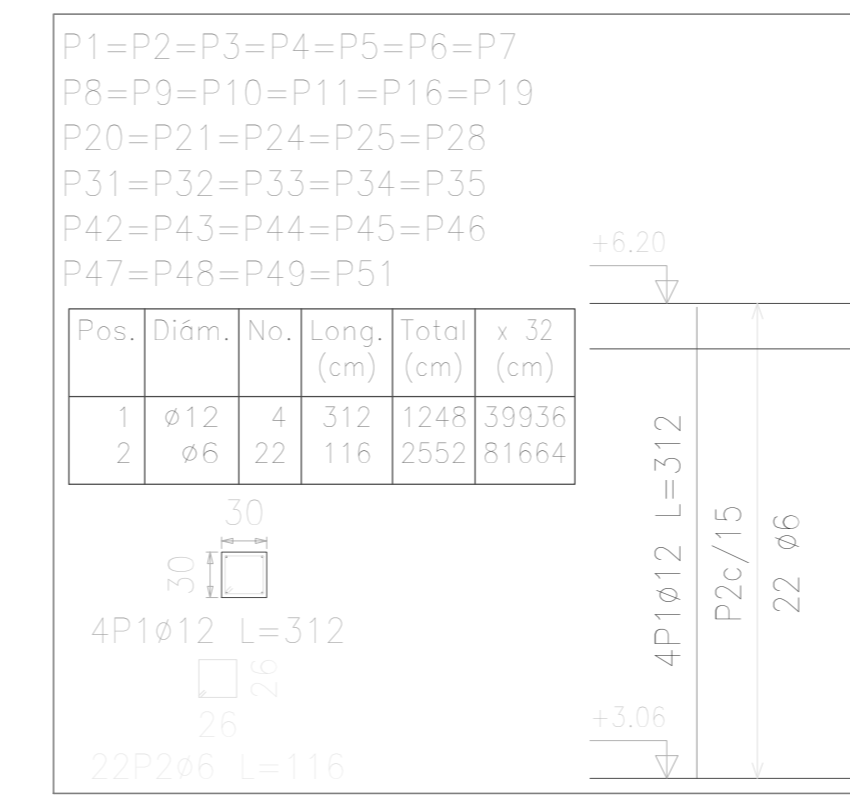 P1=P2=P3=P4=P5=P6=P7
P8=P9=P10=P11=P16=P19
P20=P21=P24=P25=P28
P31=P32=P33=P34=P35
P42=P43=P44=P45=P46
P47=P48=P49=P51
Pos. Diám. No. Long. (cm) Total (cm) x 32 (cm)
1 ø12 4 312 1248 39936
2 ø6 22 116 2552 81664
30
30
4P1ø12 L=312
26
26
22P2ø6 L=116
+6.20
4P1ø12 L=312
P2c/15
22 ø6
+3.06